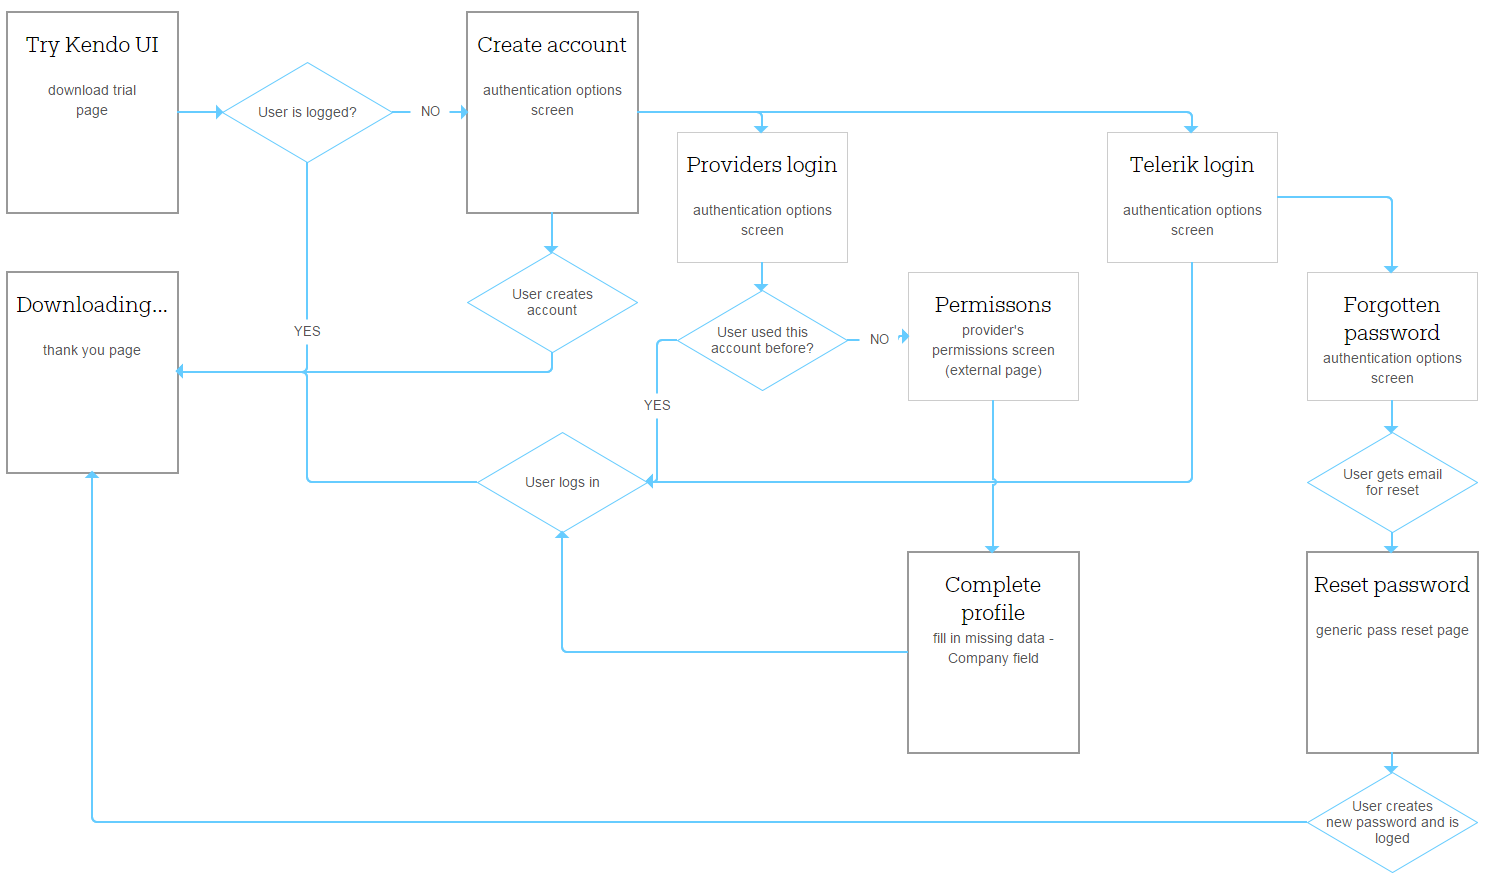 Try Kendo UI
download trial
page
User is logged?
NO
Create account
authentication options
screen
Providers login
authentication options
screen
Telerik login
authentication options
screen
Downloading...
thank you page
YES
User creates
account
User used this
account before?
NO
Permissons
provider's
permissions screen
(external page)
Forgotten
password
authentication options
screen
YES
User logs in
User gets email
for reset
Complete
profile
fill in missing data -
Company field
Reset password
generic pass reset page
User creates
new password and is
loged